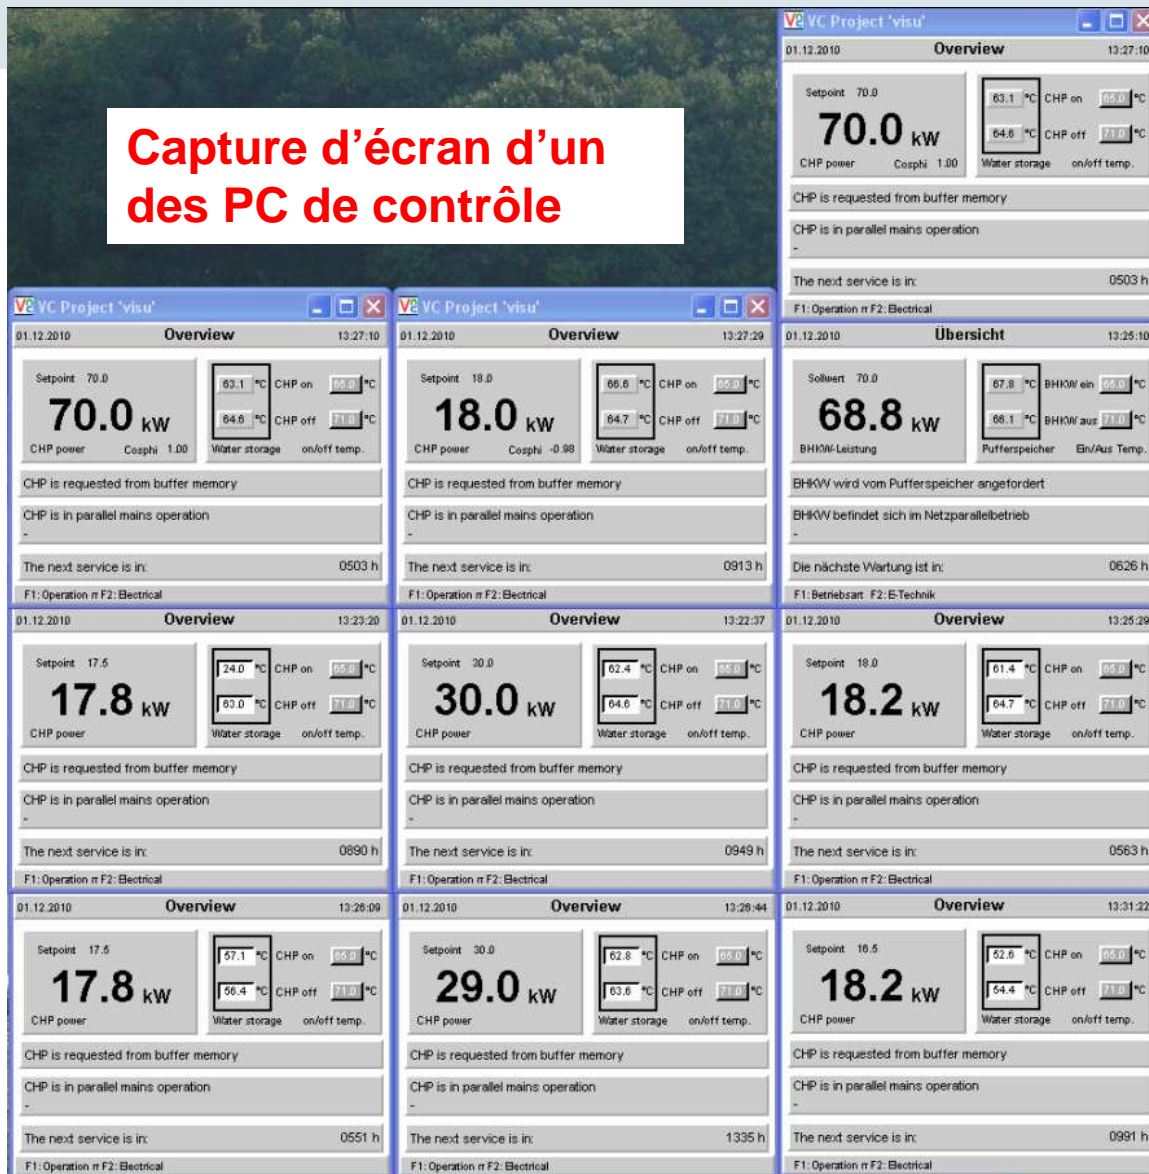 Capture d'écran d'un
des PC de contrôle
VC Project 'visu'
01.12.2010 Overview 13:27:10
Setpoint 70.0
70.0 kW
CHP power Cosphi 1.00
63.1 °C CHP on 65.0 °C
64.6 °C CHP off 71.0 °C
Water storage on/off temp.
CHP is requested from buffer memory
CHP is in parallel mains operation
-
The next service is in: 0503 h
F1: Operation m F2: Electrical
VC Project 'visu'
01.12.2010 Overview 13:27:10
Setpoint 70.0
70.0 kW
CHP power Cosphi 1.00
63.1 °C CHP on 65.0 °C
64.6 °C CHP off 71.0 °C
Water storage on/off temp.
CHP is requested from buffer memory
CHP is in parallel mains operation
-
The next service is in: 0503 h
F1: Operation m F2: Electrical
VC Project 'visu'
01.12.2010 Overview 13:27:29
Setpoint 18.0
18.0 kW
CHP power Cosphi -0.98
66.6 °C CHP on 65.0 °C
64.7 °C CHP off 71.0 °C
Water storage on/off temp.
CHP is requested from buffer memory
CHP is in parallel mains operation
-
The next service is in: 0913 h
F1: Operation m F2: Electrical
01.12.2010 Übersicht 13:25:10
Sollwert 70.0
68.8 kW
BHKW-Leistung
67.8 °C BHKW ein 65.0 °C
66.1 °C BHKW aus 71.0 °C
Pufferspeicher Ein/Aus Temp.
BHKW wird vom Pufferspeicher angefordert
BHKW befindet sich im Netzparallelbetrieb
-
Die nächste Wartung ist in: 0626 h
F1: Betriebsart F2: E-Technik
01.12.2010 Overview 13:23:20
Setpoint 17.5
17.8 kW
CHP power
24.0 °C CHP on 65.0 °C
63.0 °C CHP off 71.0 °C
Water storage on/off temp.
CHP is requested from buffer memory
CHP is in parallel mains operation
-
The next service is in: 0890 h
F1: Operation m F2: Electrical
01.12.2010 Overview 13:22:37
Setpoint 30.0
30.0 kW
CHP power
62.4 °C CHP on 65.0 °C
64.6 °C CHP off 71.0 °C
Water storage on/off temp.
CHP is requested from buffer memory
CHP is in parallel mains operation
-
The next service is in: 0949 h
F1: Operation m F2: Electrical
01.12.2010 Overview 13:25:29
Setpoint 18.0
18.2 kW
CHP power
61.4 °C CHP on 65.0 °C
64.7 °C CHP off 71.0 °C
Water storage on/off temp.
CHP is requested from buffer memory
CHP is in parallel mains operation
-
The next service is in: 0563 h
F1: Operation m F2: Electrical
01.12.2010 Overview 13:26:09
Setpoint 17.5
17.8 kW
CHP power
57.1 °C CHP on 65.0 °C
56.4 °C CHP off 71.0 °C
Water storage on/off temp.
CHP is requested from buffer memory
CHP is in parallel mains operation
-
The next service is in: 0551 h
F1: Operation m F2: Electrical
01.12.2010 Overview 13:26:44
Setpoint 30.0
29.0 kW
CHP power
62.8 °C CHP on 65.0 °C
63.6 °C CHP off 71.0 °C
Water storage on/off temp.
CHP is requested from buffer memory
CHP is in parallel mains operation
-
The next service is in: 1335 h
F1: Operation m F2: Electrical
01.12.2010 Overview 13:31:22
Setpoint 16.5
18.2 kW
CHP power
52.6 °C CHP on 65.0 °C
54.4 °C CHP off 71.0 °C
Water storage on/off temp.
CHP is requested from buffer memory
CHP is in parallel mains operation
-
The next service is in: 0991 h
F1: Operation m F2: Electrical